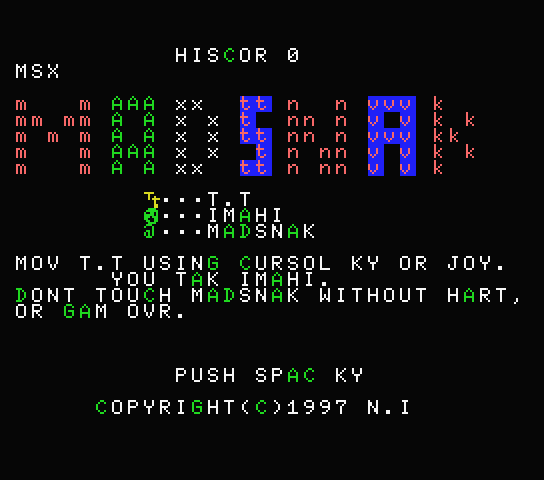 HISCOR 0
MSX
MADSNAK
···T.T
···IMAHI
···MADSNAK
MOV T.T USING CURSOL KY OR JOY.
YOU TAK IMAHI.
DONT TOUCH MADSNAK WITHOUT HART,
OR GAM OVR.
PUSH SPAC KY
COPYRIGHT(C)1997 N.I